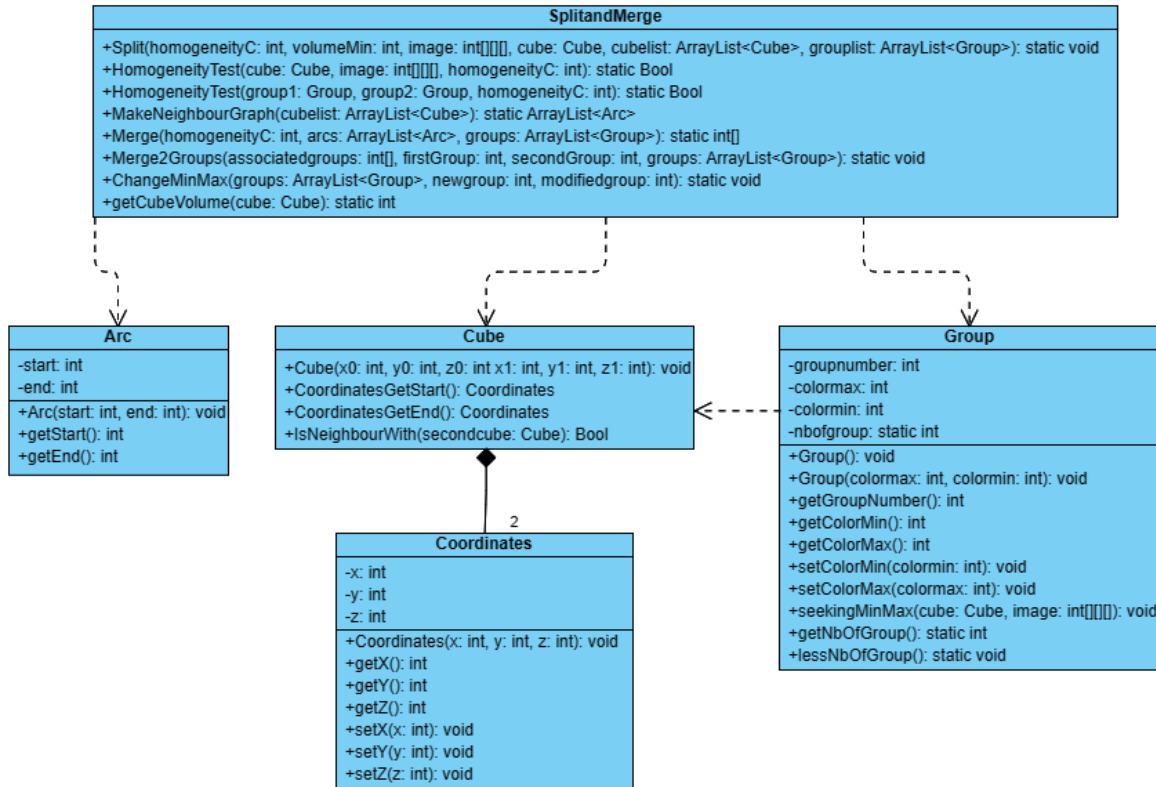 SplitandMerge
+Split(homogeneityC: int, volumeMin: int, image: int[][][], cube: Cube, cubelist: ArrayList<Cube>, grouplist: ArrayList<Group>): static void
+HomogeneityTest(cube: Cube, image: int[][][], homogeneityC: int): static Bool
+HomogeneityTest(group1: Group, group2: Group, homogeneityC: int): static Bool
+MakeNeighbourGraph(cubelist: ArrayList<Cube>): static ArrayList<Arc>
+Merge(homogeneityC: int, arcs: ArrayList<Arc>, groups: ArrayList<Group>): static int[]
+Merge2Groups(associatedgroups: int[], firstGroup: int, secondGroup: int, groups: ArrayList<Group>): static void
+ChangeMinMax(groups: ArrayList<Group>, newgroup: int, modifiedgroup: int): static void
+getCubeVolume(cube: Cube): static int
Arc
-start: int
-end: int
+Arc(start: int, end: int): void
+getStart(): int
+getEnd(): int
Cube
+Cube(x0: int, y0: int, z0: int x1: int, y1: int, z1: int): void
+CoordinatesGetStart(): Coordinates
+CoordinatesGetEnd(): Coordinates
+IsNeighbourWith(secondcube: Cube): Bool
Group
-groupnumber: int
-colormax: int
-colormin: int
-nbofgroup: static int
+Group(): void
+Group(colormax: int, colormin: int): void
+getGroupNumber(): int
+getColorMin(): int
+getColorMax(): int
+setColorMin(colormin: int): void
+setColorMax(colormax: int): void
+seekingMinMax(cube: Cube, image: int[][][]): void
+getNbOfGroup(): static int
+lessNbOfGroup(): static void
2
Coordinates
-x: int
-y: int
-z: int
+Coordinates(x: int, y: int, z: int): void
+getX(): int
+getY(): int
+getZ(): int
+setX(x: int): void
+setY(y: int): void
+setZ(z: int): void